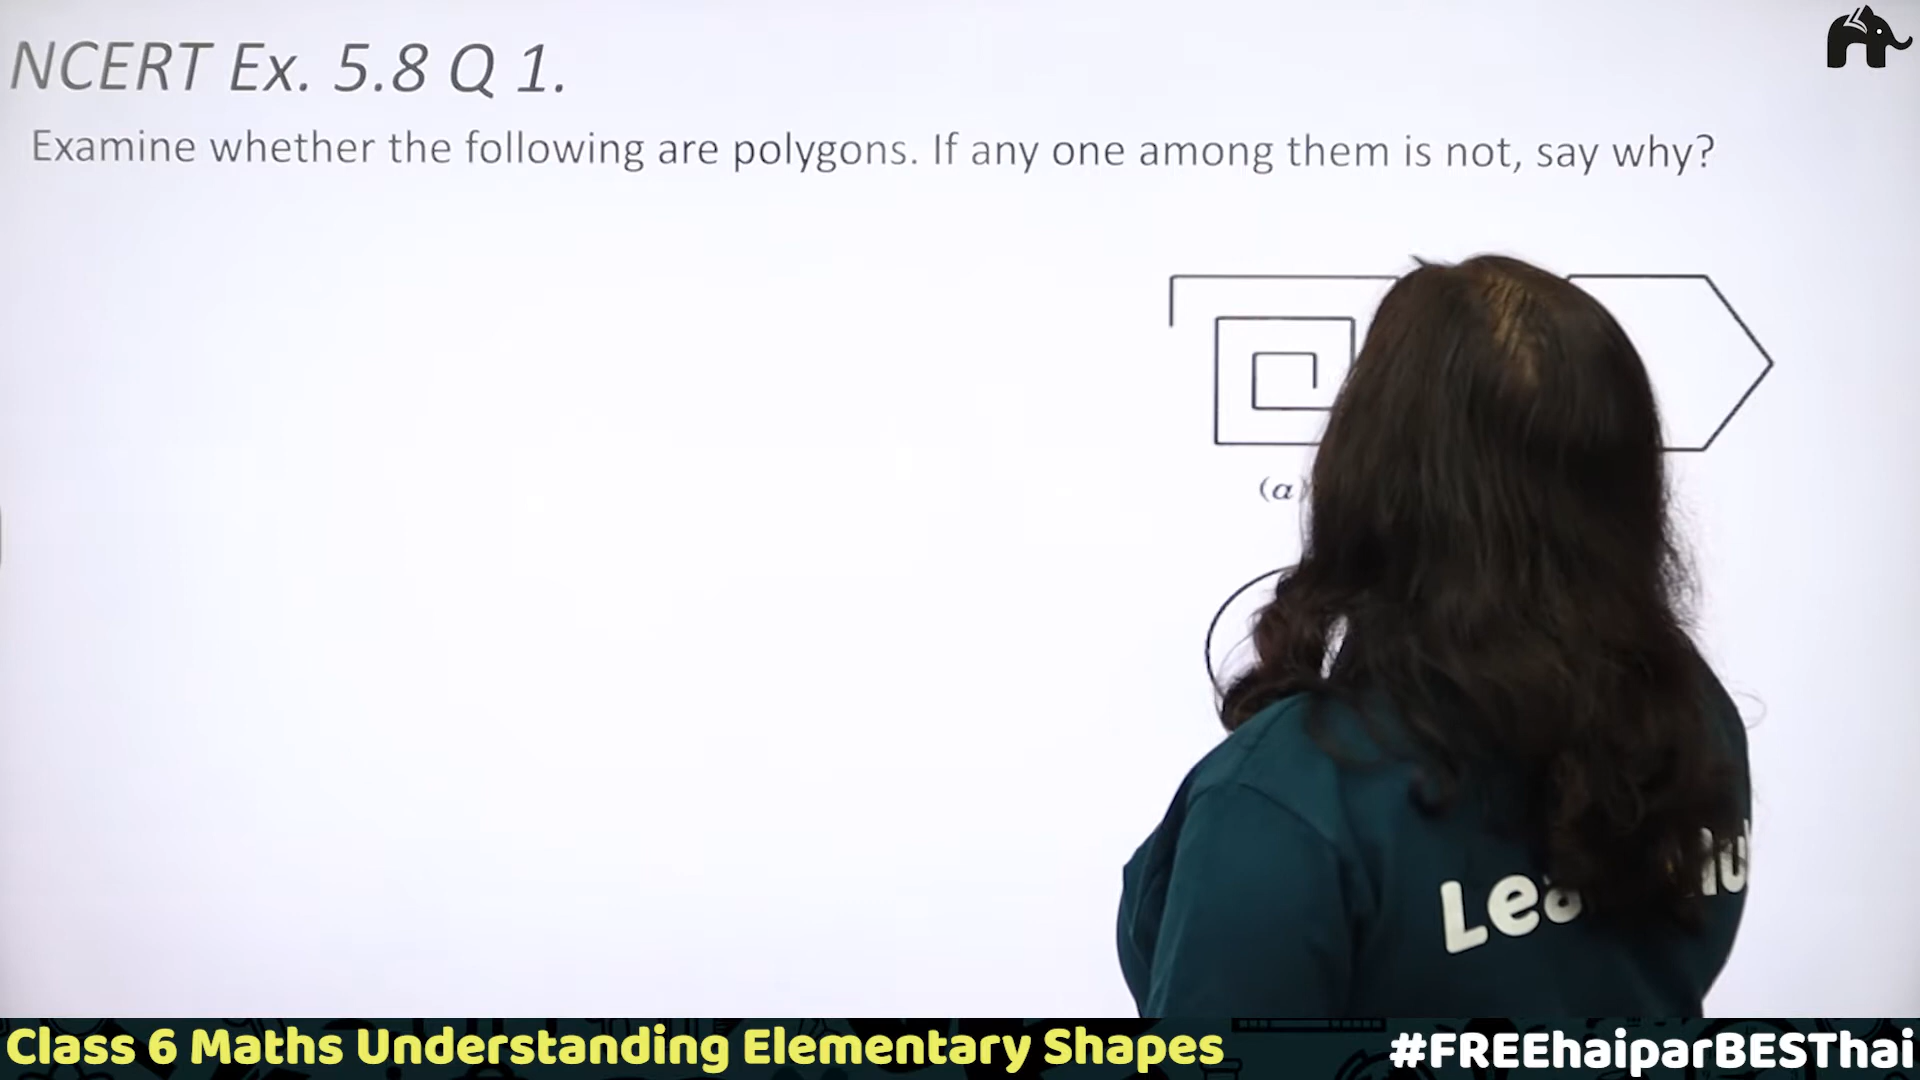 NCERT Ex. 5.8 Q 1.
Examine whether the following are polygons. If any one among them is not, say why?
(a)
Class 6 Maths Understanding Elementary Shapes
#FREEhaiparBESThai